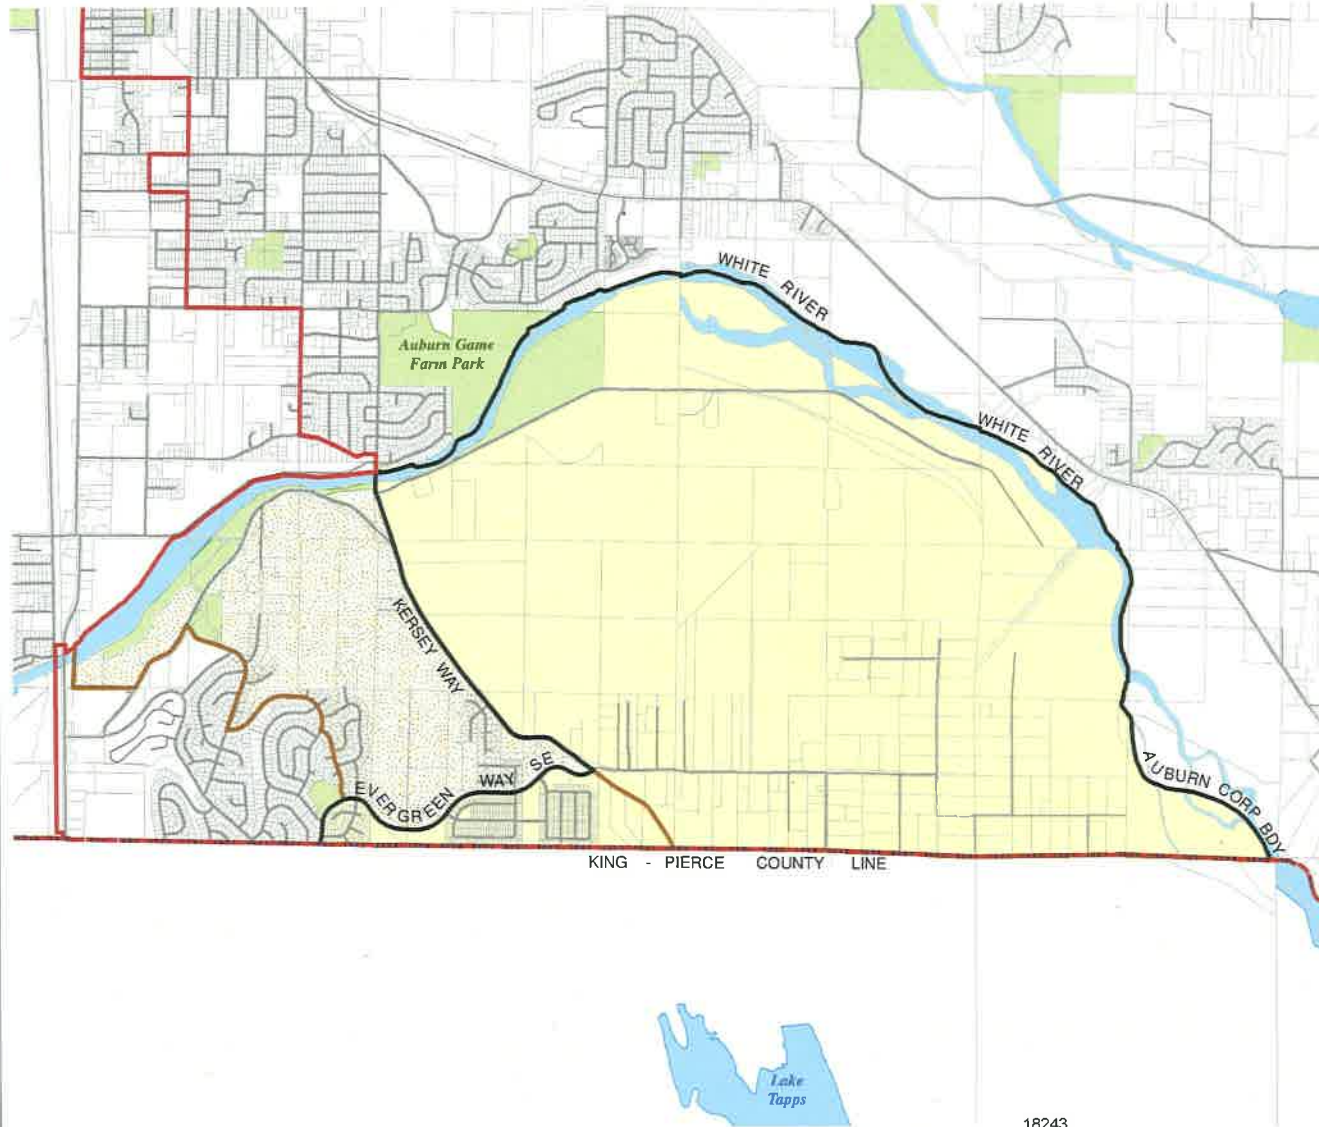 WHITE RIVER
Auburn Game
Farm Park
WHITE RIVER
KERSEY WAY
EVERGREEN WAY SE
AUBURN CORP BDY
KING - PIERCE COUNTY LINE
Lake
Tapps
18243